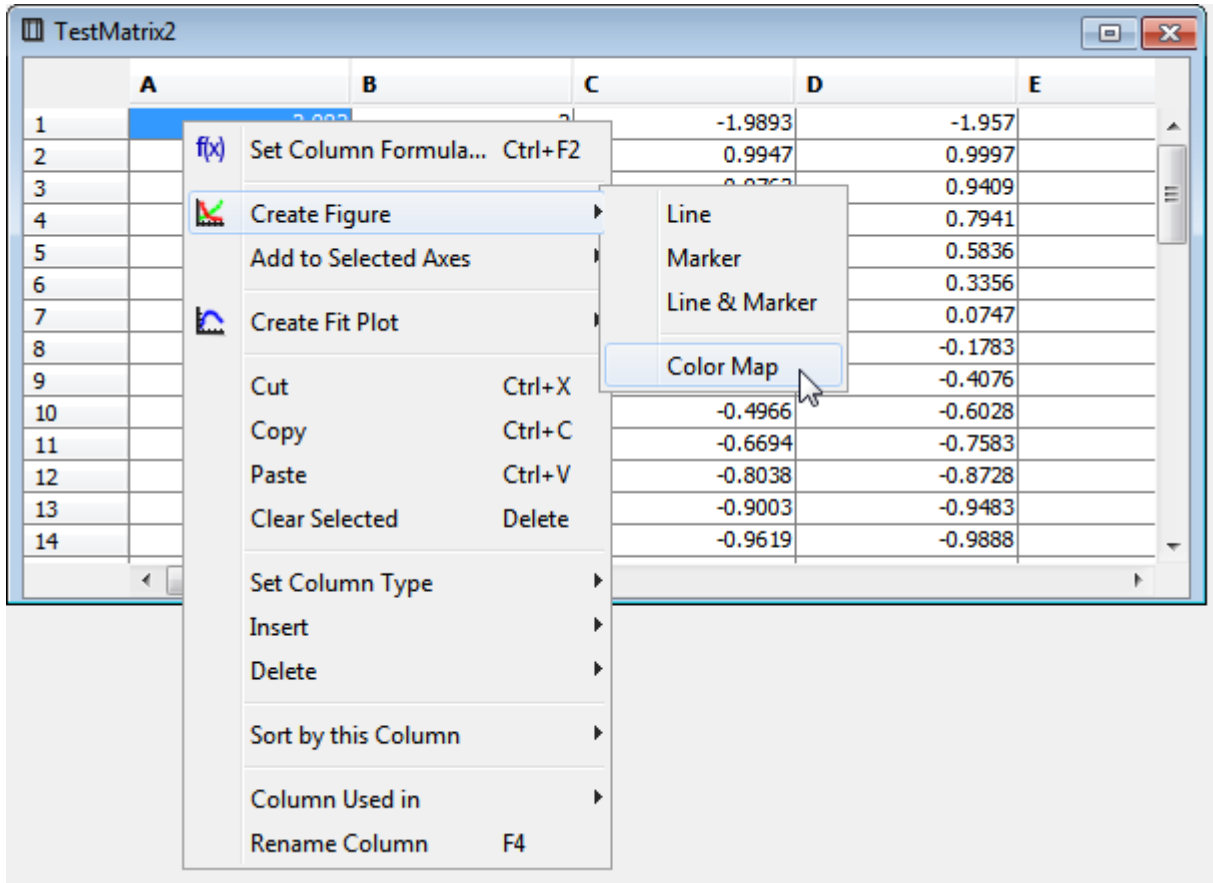 TestMatrix2
A B C D E
1 -1.9893 -1.957
2 0.9947 0.9997
3 0.9409
4 0.7941
5 0.5836
6 0.3356
7 0.0747
8 -0.1783
9 -0.4076
10 -0.4966 -0.6028
11 -0.6694 -0.7583
12 -0.8038 -0.8728
13 -0.9003 -0.9483
14 -0.9619 -0.9888
f(x) Set Column Formula... Ctrl+F2
Create Figure
Add to Selected Axes
Create Fit Plot
Cut Ctrl+X
Copy Ctrl+C
Paste Ctrl+V
Clear Selected Delete
Set Column Type
Insert
Delete
Sort by this Column
Column Used in
Rename Column F4
Line
Marker
Line & Marker
Color Map